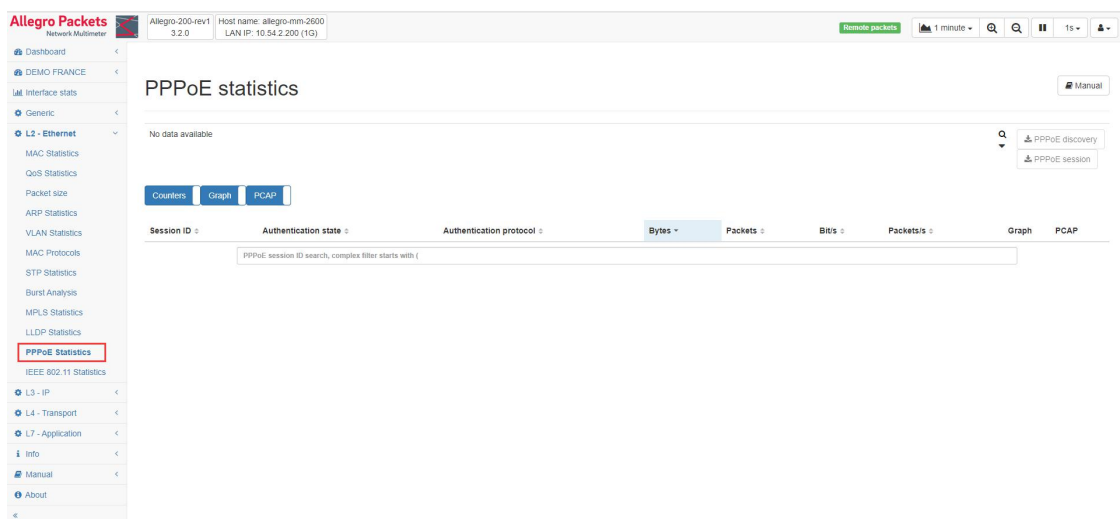 Allegro Packets
Network Multimeter
Allegro-200-rev1
3.2.0
Host name: allegro-mm-2600
LAN IP: 10.54.2.200 (1G)
Remote packets
1 minute
1s
Dashboard
DEMO FRANCE
Interface stats
Generic
L2 - Ethernet
MAC Statistics
QoS Statistics
Packet size
ARP Statistics
VLAN Statistics
MAC Protocols
STP Statistics
Burst Analysis
MPLS Statistics
LLDP Statistics
PPPoE Statistics
IEEE 802.11 Statistics
L3 - IP
L4 - Transport
L7 - Application
Info
Manual
About
«
PPPoE statistics
Manual
No data available
PPPoE discovery
PPPoE session
Counters Graph PCAP
Session ID Authentication state Authentication protocol Bytes Packets Bit/s Packets/s Graph PCAP
PPPoE session ID search, complex filter starts with (